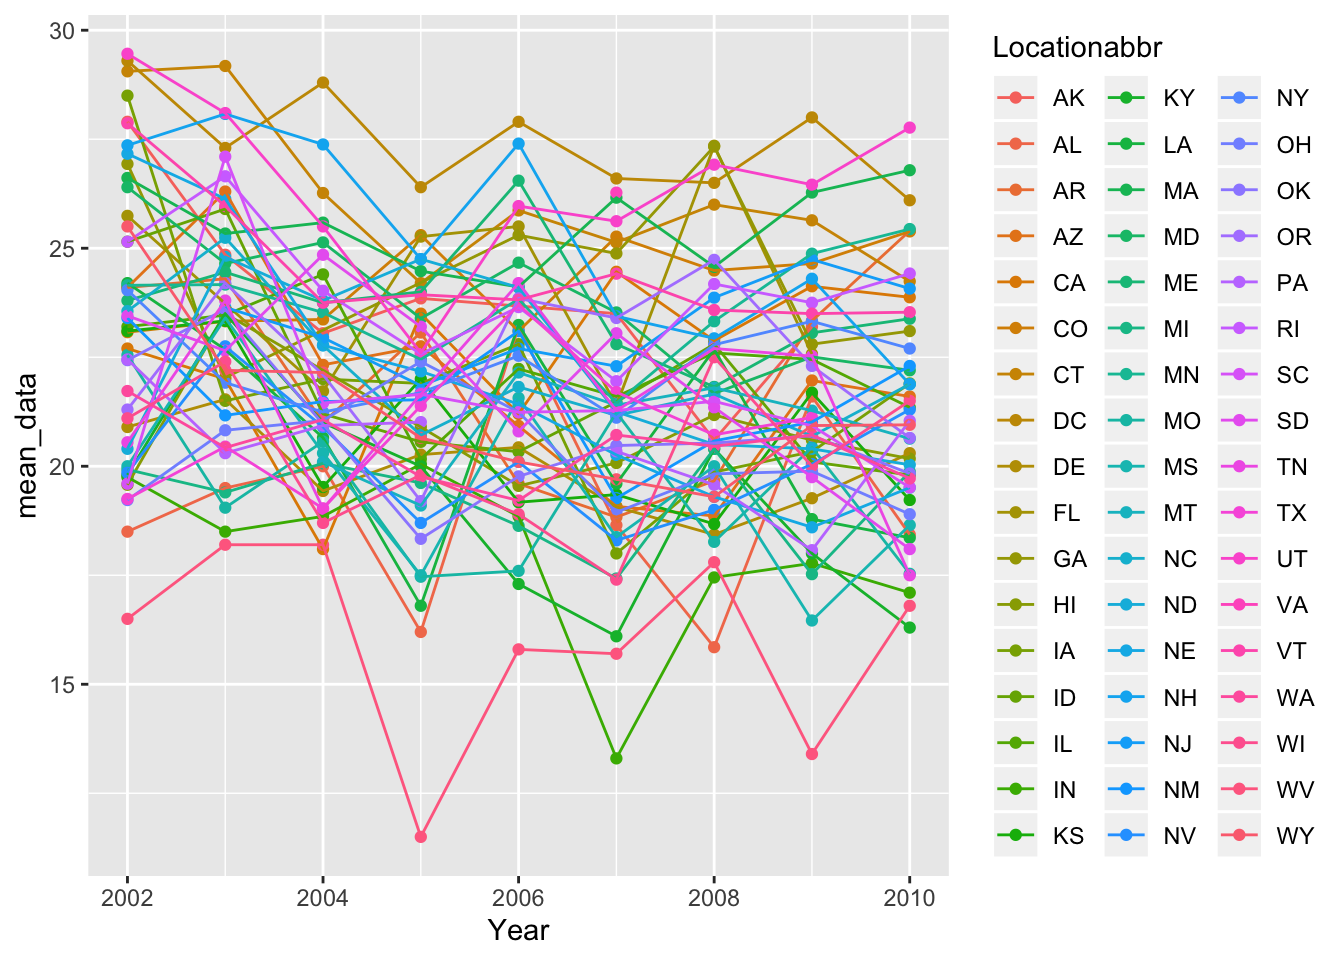 30
25
20
15
mean_data
2002 2004 2006 2008 2010
Year
Locationabbr
AK KY NY
AL LA OH
AR MA OK
AZ MD OR
CA ME PA
CO MI RI
CT MN SC
DC MO SD
DE MS TN
FL MT TX
GA NC UT
HI ND VA
IA NE VT
ID NH WA
IL NJ WI
IN NM WV
KS NV WY